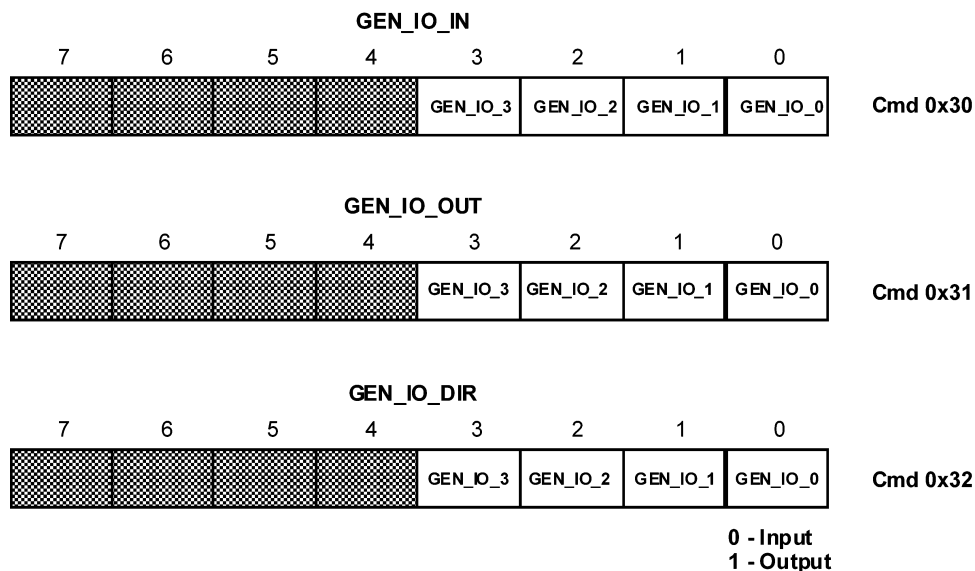 GEN_IO_IN
7 6 5 4 3 2 1 0
GEN_IO_3 GEN_IO_2 GEN_IO_1 GEN_IO_0 Cmd 0x30
GEN_IO_OUT
7 6 5 4 3 2 1 0
GEN_IO_3 GEN_IO_2 GEN_IO_1 GEN_IO_0 Cmd 0x31
GEN_IO_DIR
7 6 5 4 3 2 1 0
GEN_IO_3 GEN_IO_2 GEN_IO_1 GEN_IO_0 Cmd 0x32
0 - Input
1 - Output